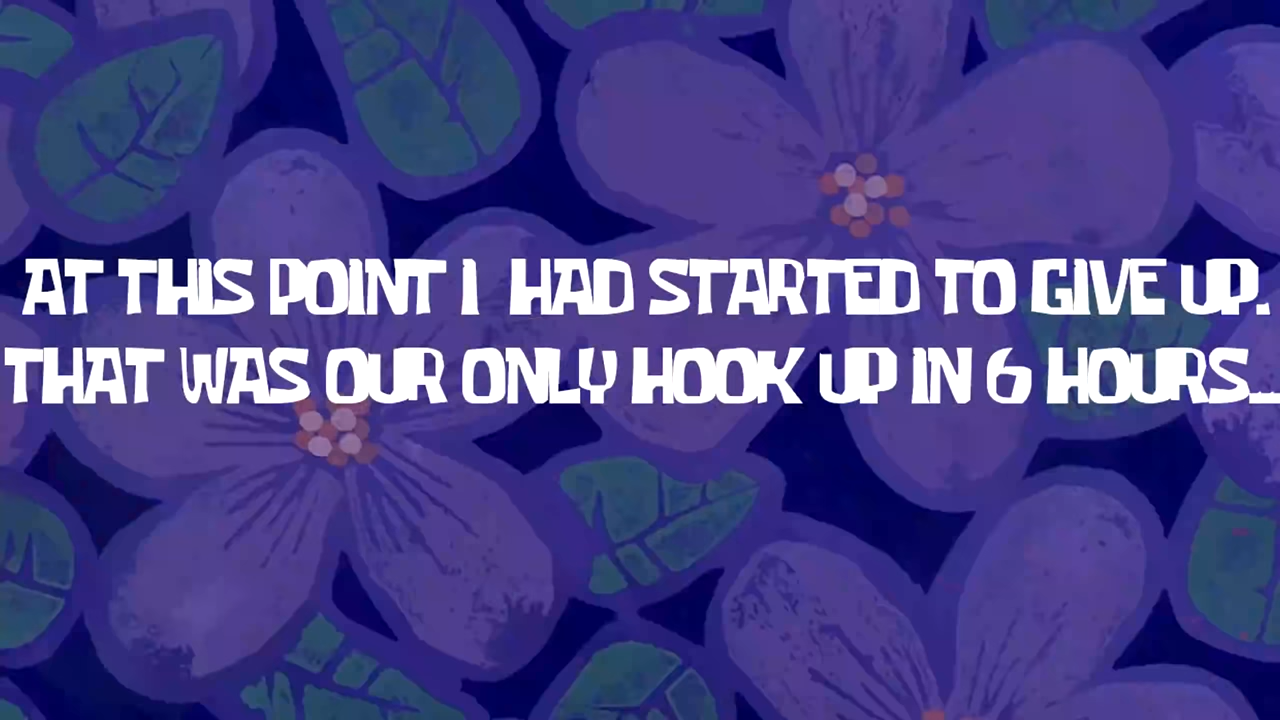 AT THIS POINT I HAD STARTED TO GIVE UP.
THAT WAS OUR ONLY HOOK UP IN 6 HOURS...